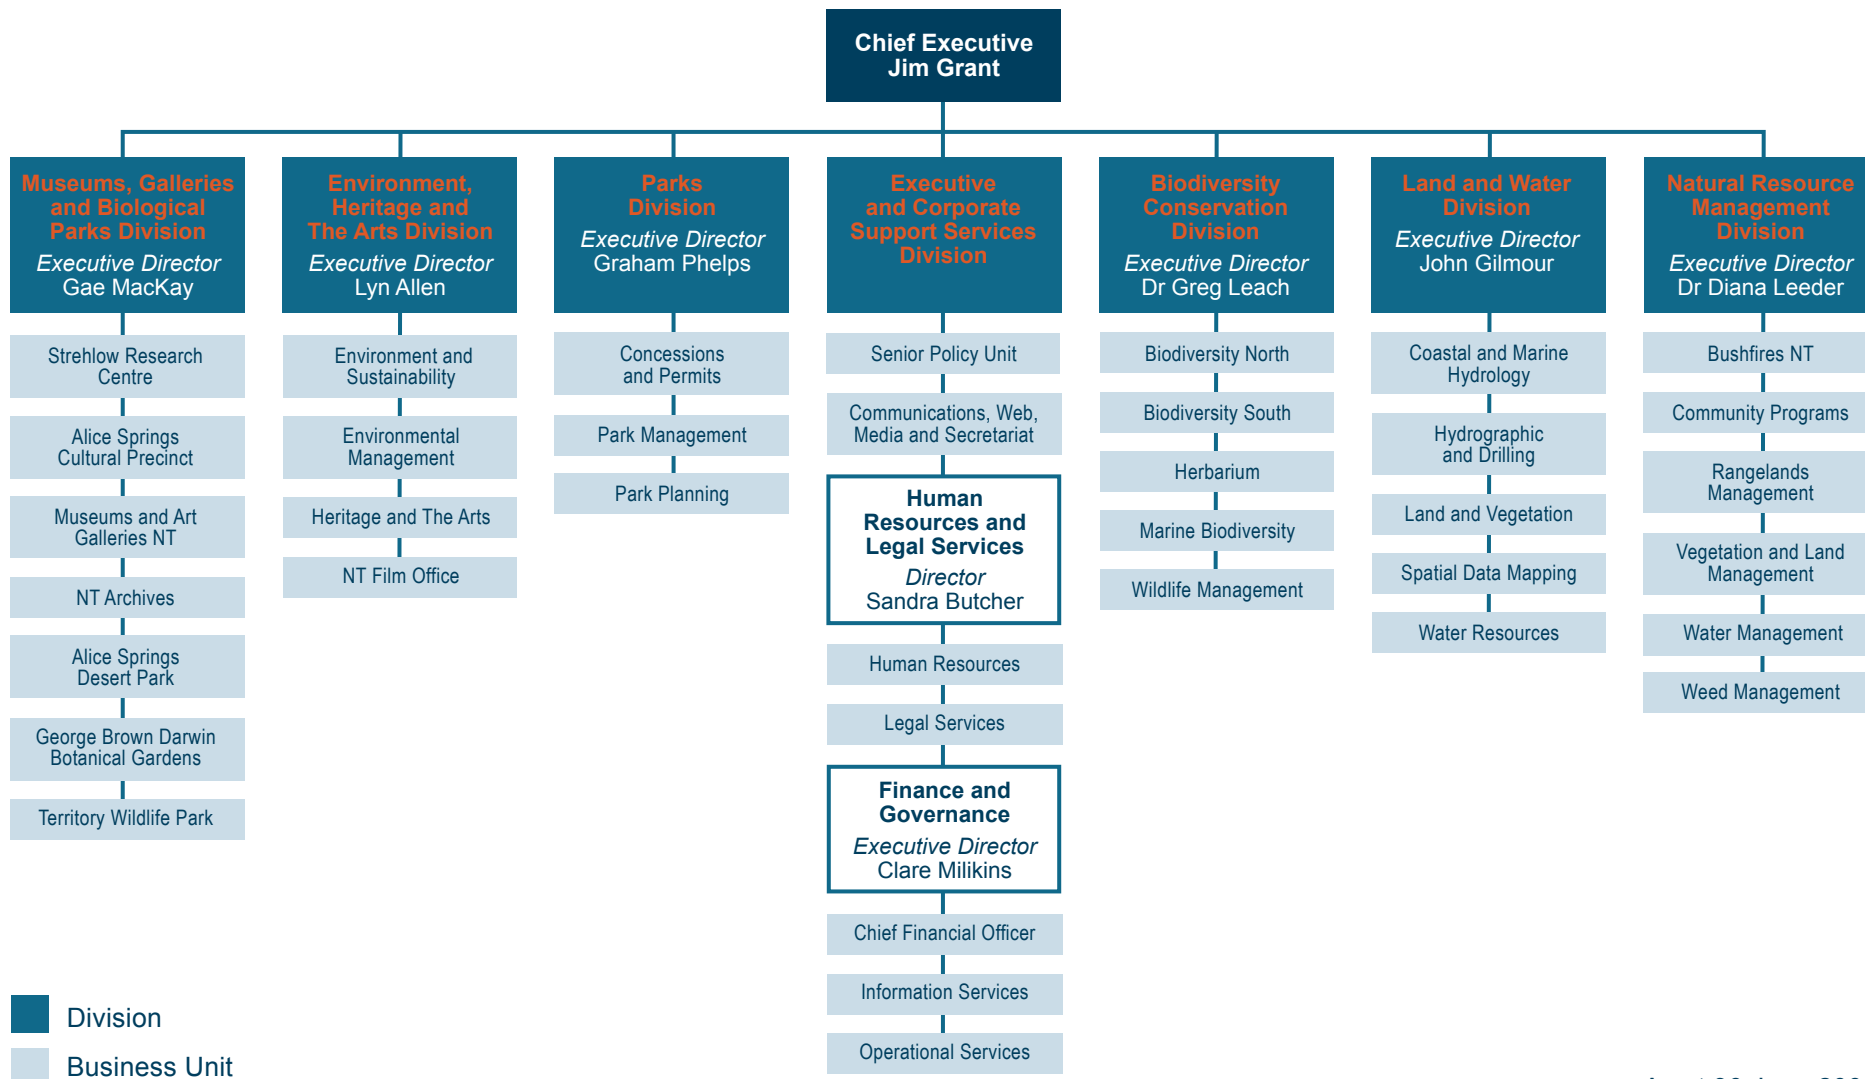 Chief Executive
Jim Grant
Museums, Galleries
and Biological
Parks Division
Executive Director
Gae MacKay
Strehlow Research
Centre
Alice Springs
Cultural Precinct
Museums and Art
Galleries NT
NT Archives
Alice Springs
Desert Park
George Brown Darwin
Botanical Gardens
Territory Wildlife Park
Environment,
Heritage and
The Arts Division
Executive Director
Lyn Allen
Environment and
Sustainability
Environmental
Management
Heritage and The Arts
NT Film Office
Parks
Division
Executive Director
Graham Phelps
Concessions
and Permits
Park Management
Park Planning
Executive
and Corporate
Support Services
Division
Senior Policy Unit
Communications, Web,
Media and Secretariat
Human
Resources and
Legal Services
Director
Sandra Butcher
Human Resources
Legal Services
Finance and
Governance
Executive Director
Clare Milikins
Chief Financial Officer
Information Services
Operational Services
Biodiversity
Conservation
Division
Executive Director
Dr Greg Leach
Biodiversity North
Biodiversity South
Herbarium
Marine Biodiversity
Wildlife Management
Land and Water
Division
Executive Director
John Gilmour
Coastal and Marine
Hydrology
Hydrographic
and Drilling
Land and Vegetation
Spatial Data Mapping
Water Resources
Natural Resource
Management
Division
Executive Director
Dr Diana Leeder
Bushfires NT
Community Programs
Rangelands
Management
Vegetation and Land
Management
Water Management
Weed Management
Division
Business Unit